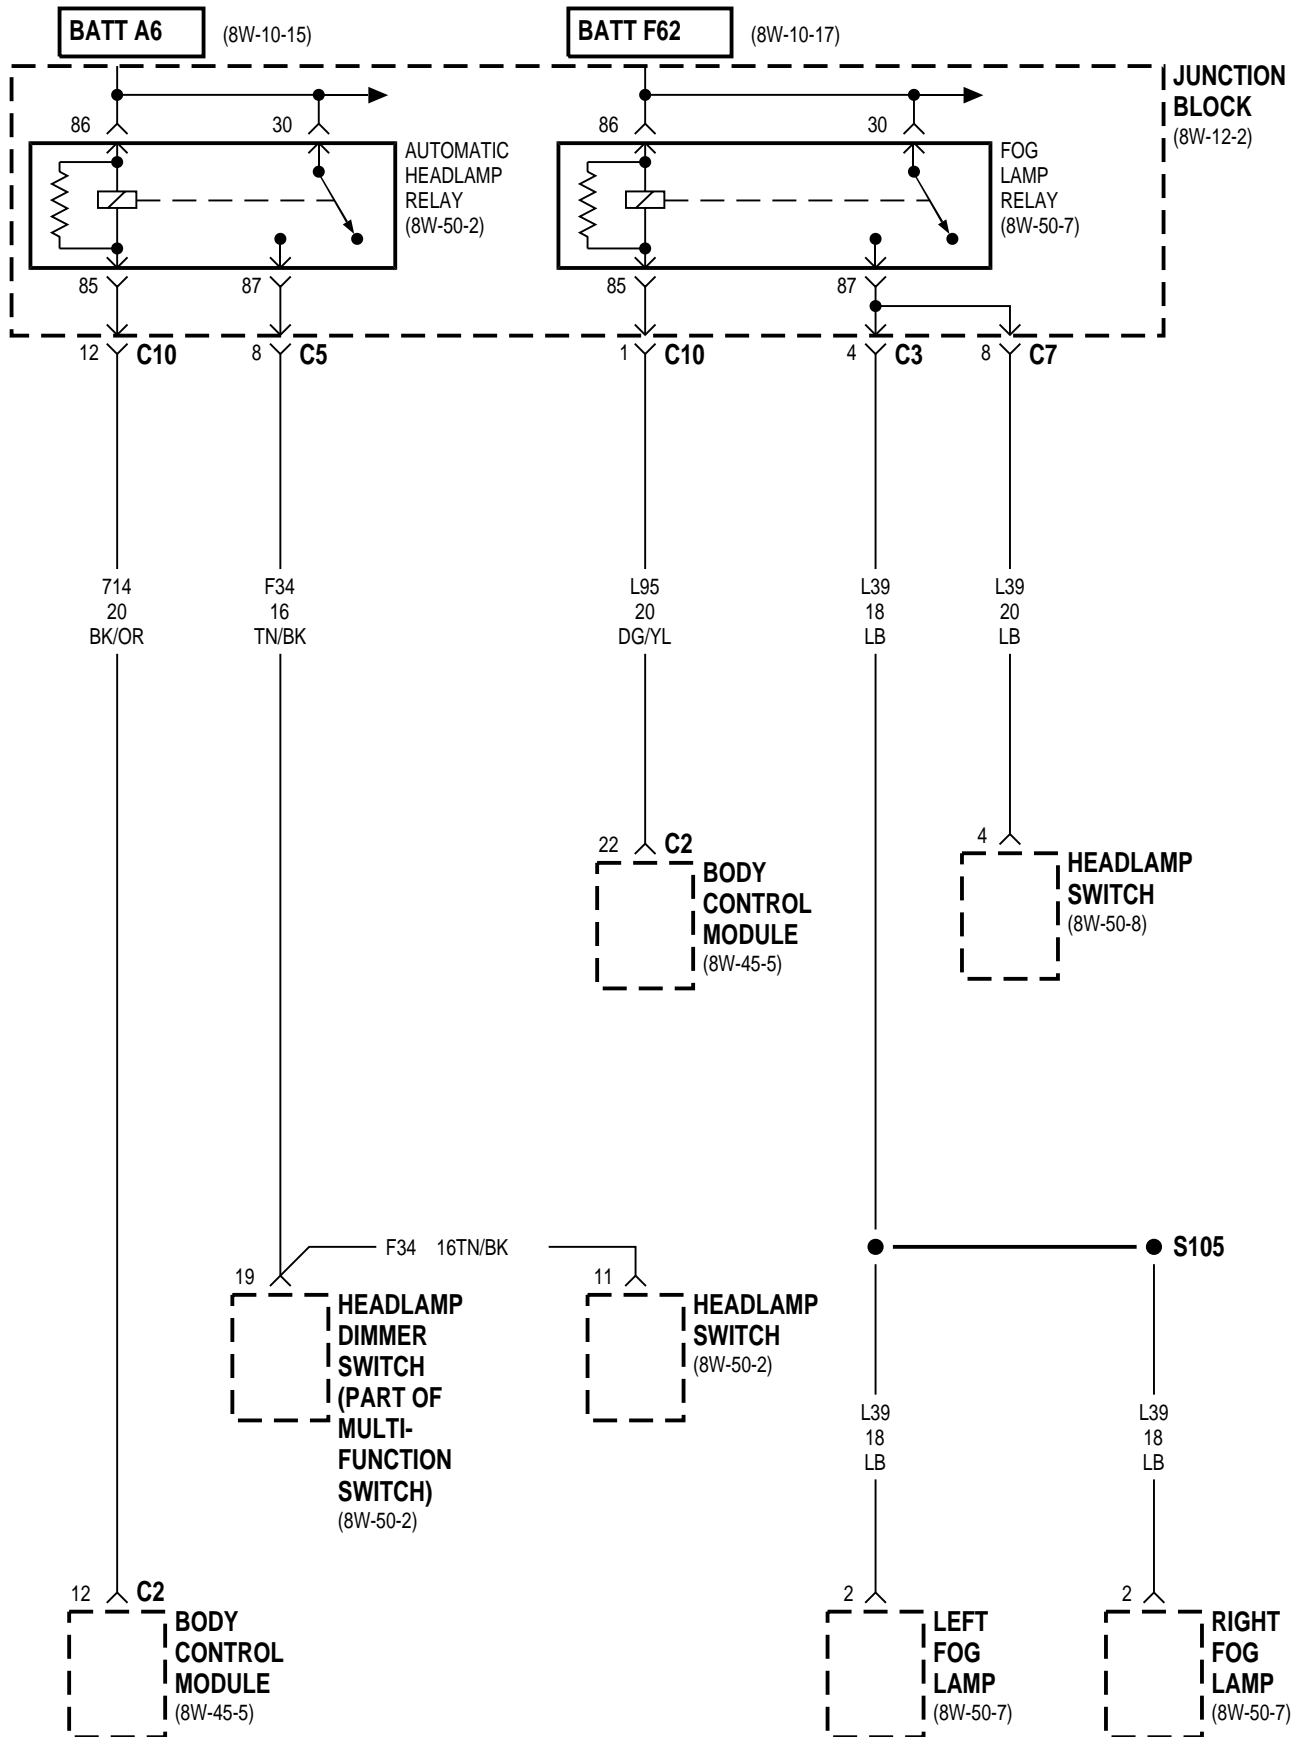 BATT A6
(8W-10-15)
BATT F62
(8W-10-17)
JUNCTION
BLOCK
(8W-12-2)
86
30
AUTOMATIC
HEADLAMP
RELAY
(8W-50-2)
86
30
FOG
LAMP
RELAY
(8W-50-7)
85
87
85
87
12
C10
8
C5
1
C10
4
C3
8
C7
714
20
BK/OR
F34
16
TN/BK
L95
20
DG/YL
L39
18
LB
L39
20
LB
22
C2
BODY
CONTROL
MODULE
(8W-45-5)
4
HEADLAMP
SWITCH
(8W-50-8)
F34 16TN/BK
S105
19
HEADLAMP
DIMMER
SWITCH
(PART OF
MULTI-
FUNCTION
SWITCH)
(8W-50-2)
11
HEADLAMP
SWITCH
(8W-50-2)
L39
18
LB
L39
18
LB
12
C2
BODY
CONTROL
MODULE
(8W-45-5)
2
LEFT
FOG
LAMP
(8W-50-7)
2
RIGHT
FOG
LAMP
(8W-50-7)